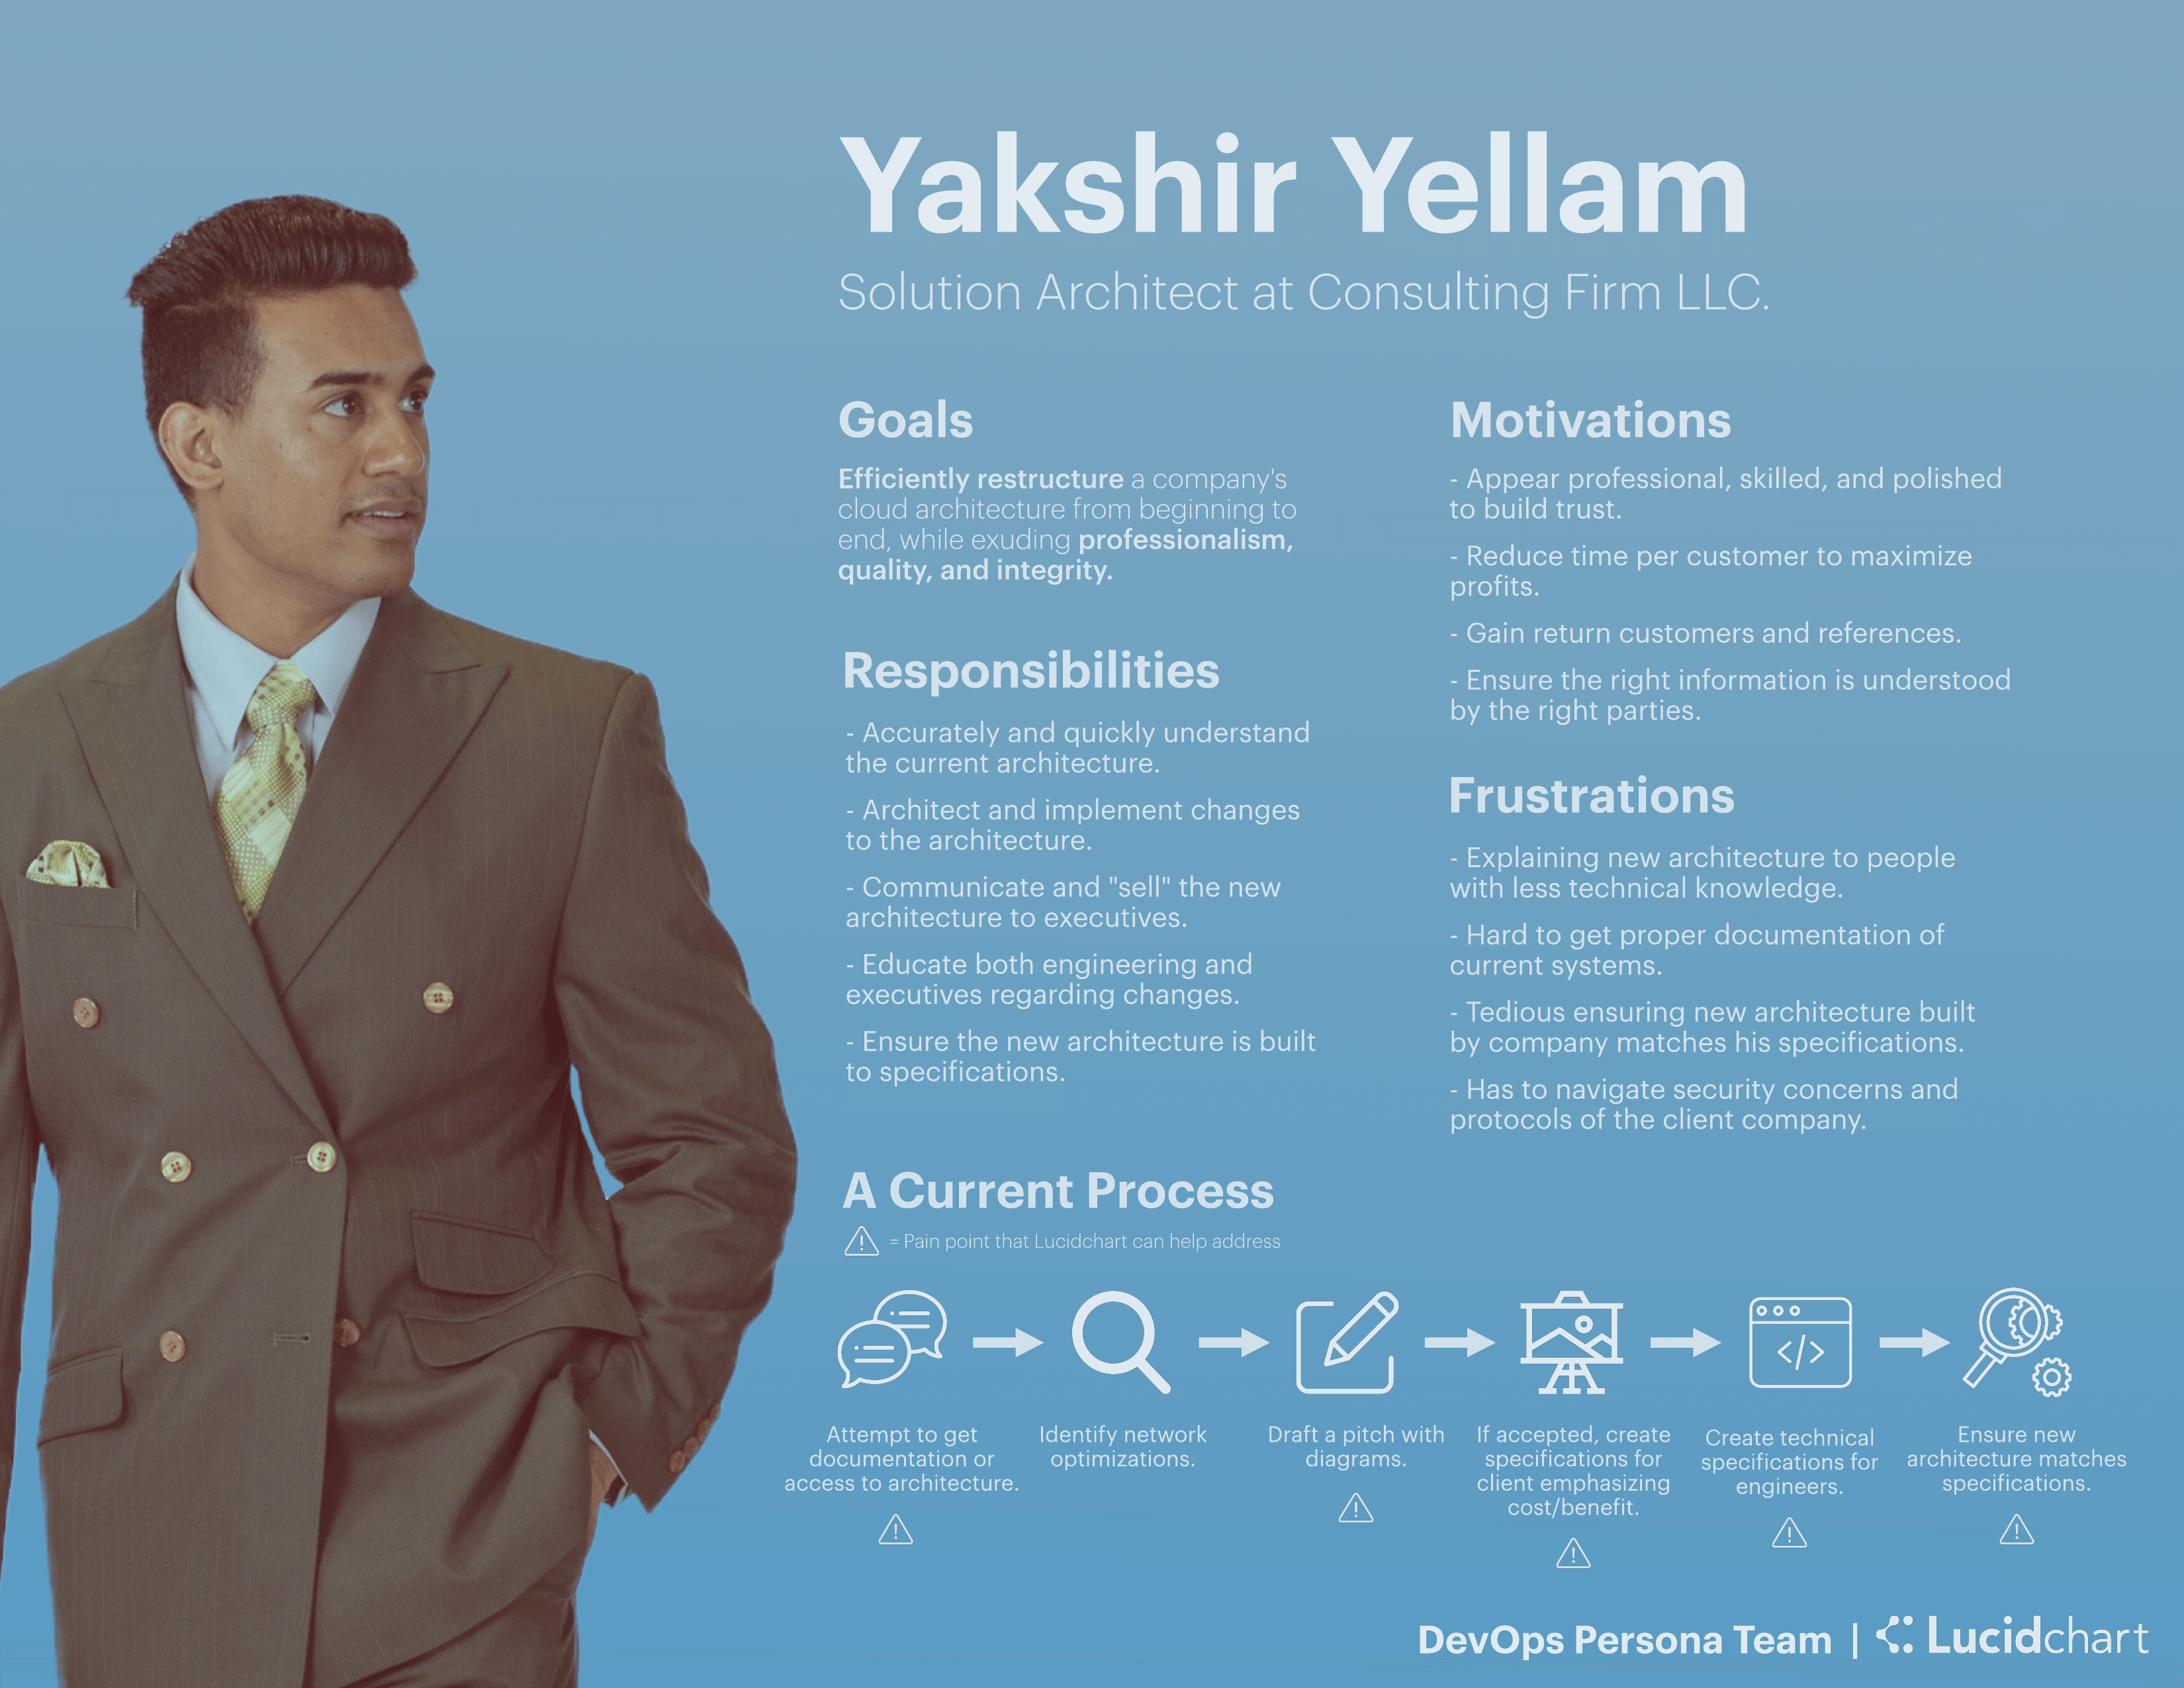 Yakshir Yellam
Solution Architect at Consulting Firm LLC.
Goals
Efficiently restructure a company's
cloud architecture from beginning to
end, while exuding professionalism,
quality, and integrity.
Responsibilities
- Accurately and quickly understand
the current architecture.
- Architect and implement changes
to the architecture.
- Communicate and "sell" the new
architecture to executives.
- Educate both engineering and
executives regarding changes.
- Ensure the new architecture is built
to specifications.
Motivations
- Appear professional, skilled, and polished
to build trust.
- Reduce time per customer to maximize
profits.
- Gain return customers and references.
- Ensure the right information is understood
by the right parties.
Frustrations
- Explaining new architecture to people
with less technical knowledge.
- Hard to get proper documentation of
current systems.
- Tedious ensuring new architecture built
by company matches his specifications.
- Has to navigate security concerns and
protocols of the client company.
A Current Process
= Pain point that Lucidchart can help address
Attempt to get
documentation or
access to architecture.
Identify network
optimizations.
Draft a pitch with
diagrams.
If accepted, create
specifications for
client emphasizing
cost/benefit.
Create technical
specifications for
engineers.
Ensure new
architecture matches
specifications.
DevOps Persona Team | Lucidchart